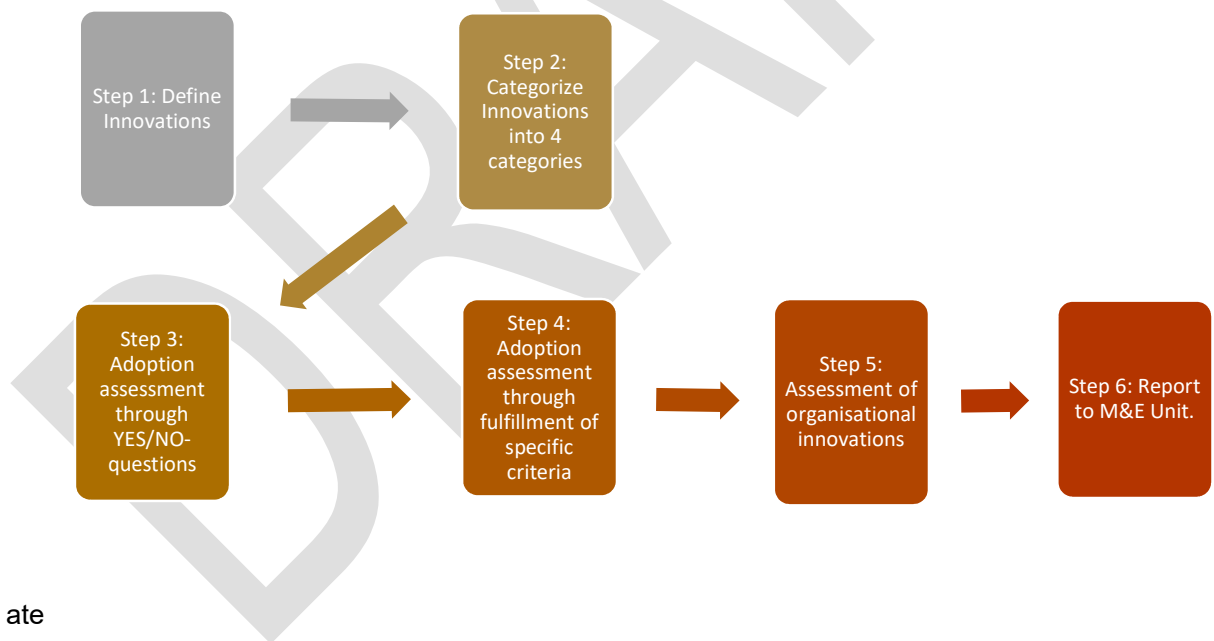 Step 1: Define
Innovations
Step 2:
Categorize
Innovations
into 4
categories
Step 3:
Adoption
assessment
through
YES/NO-
questions
Step 4:
Adoption
assessment
through
fulfillment of
specific
criteria
Step 5:
Assessment of
organisational
innovations
Step 6: Report
to M&E Unit.
ate